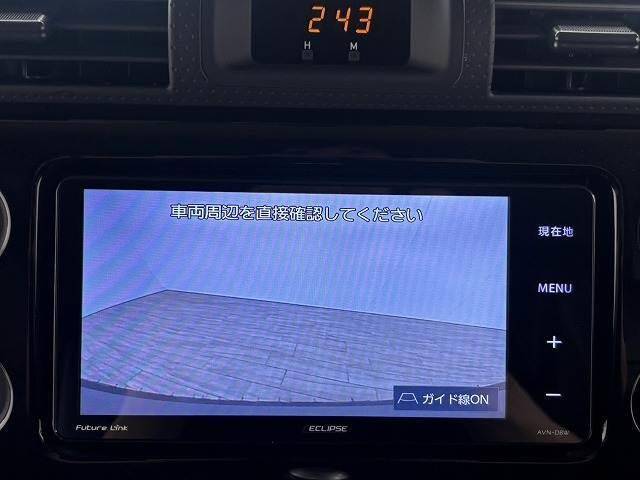 243
H M
車両周辺を直接確認してください
現在地
MENU
+
−
ガイド線ON
Future Link
ECLIPSE
AVN-D8W